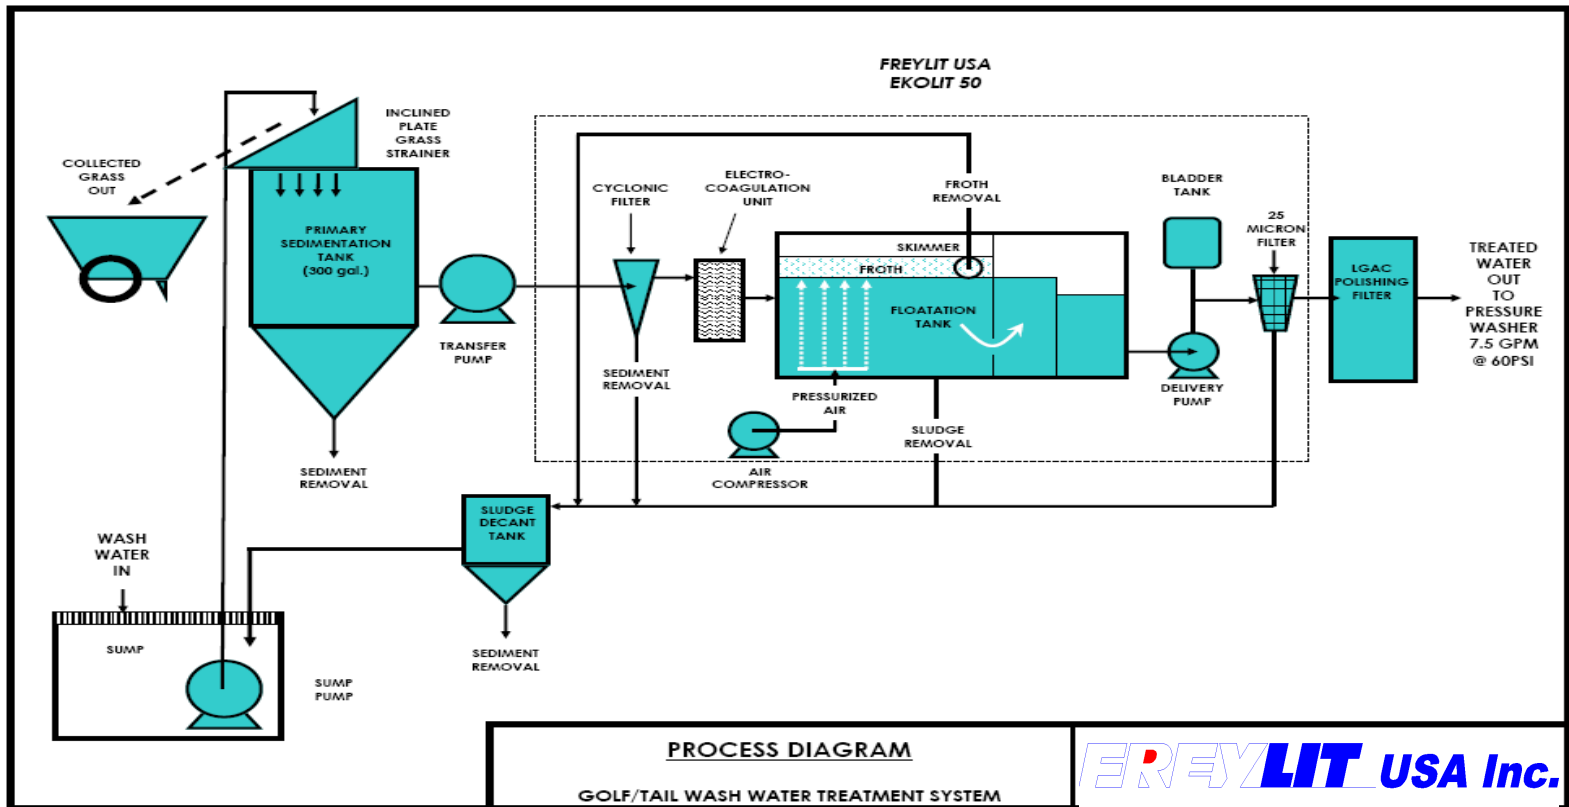 FREYLIT USA
EKOLIT 50
INCLINED
PLATE
GRASS
STRAINER
COLLECTED
GRASS
OUT
PRIMARY
SEDIMENTATION
TANK
(300 gal.)
TRANSFER
PUMP
SEDIMENT
REMOVAL
CYCLONIC
FILTER
ELECTRO-
COAGULATION
UNIT
FROTH
REMOVAL
SKIMMER
FROTH
FLOATATION
TANK
SEDIMENT
REMOVAL
PRESSURIZED
AIR
AIR
COMPRESSOR
SLUDGE
REMOVAL
BLADDER
TANK
DELIVERY
PUMP
25
MICRON
FILTER
LGAC
POLISHING
FILTER
TREATED
WATER
OUT
TO
PRESSURE
WASHER
7.5 GPM
@ 60PSI
SLUDGE
DECANT
TANK
SEDIMENT
REMOVAL
WASH
WATER
IN
SUMP
SUMP
PUMP
PROCESS DIAGRAM
GOLF/TAIL WASH WATER TREATMENT SYSTEM
FREYLIT USA Inc.